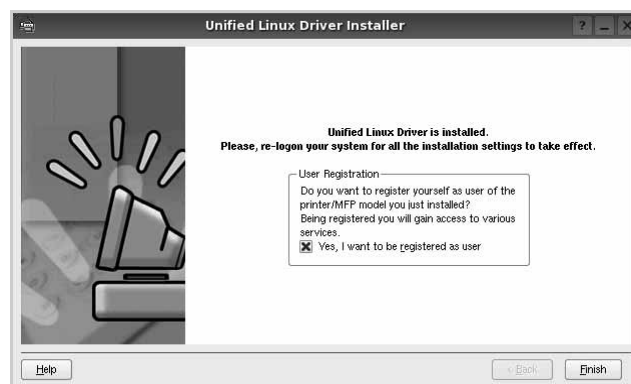 Unified Linux Driver Installer
Unified Linux Driver is installed.
Please, re-logon your system for all the installation settings to take effect.
User Registration
Do you want to register yourself as user of the
printer/MFP model you just installed?
Being registered you will gain access to various
services.
Yes, I want to be registered as user
Help
< Back
Finish